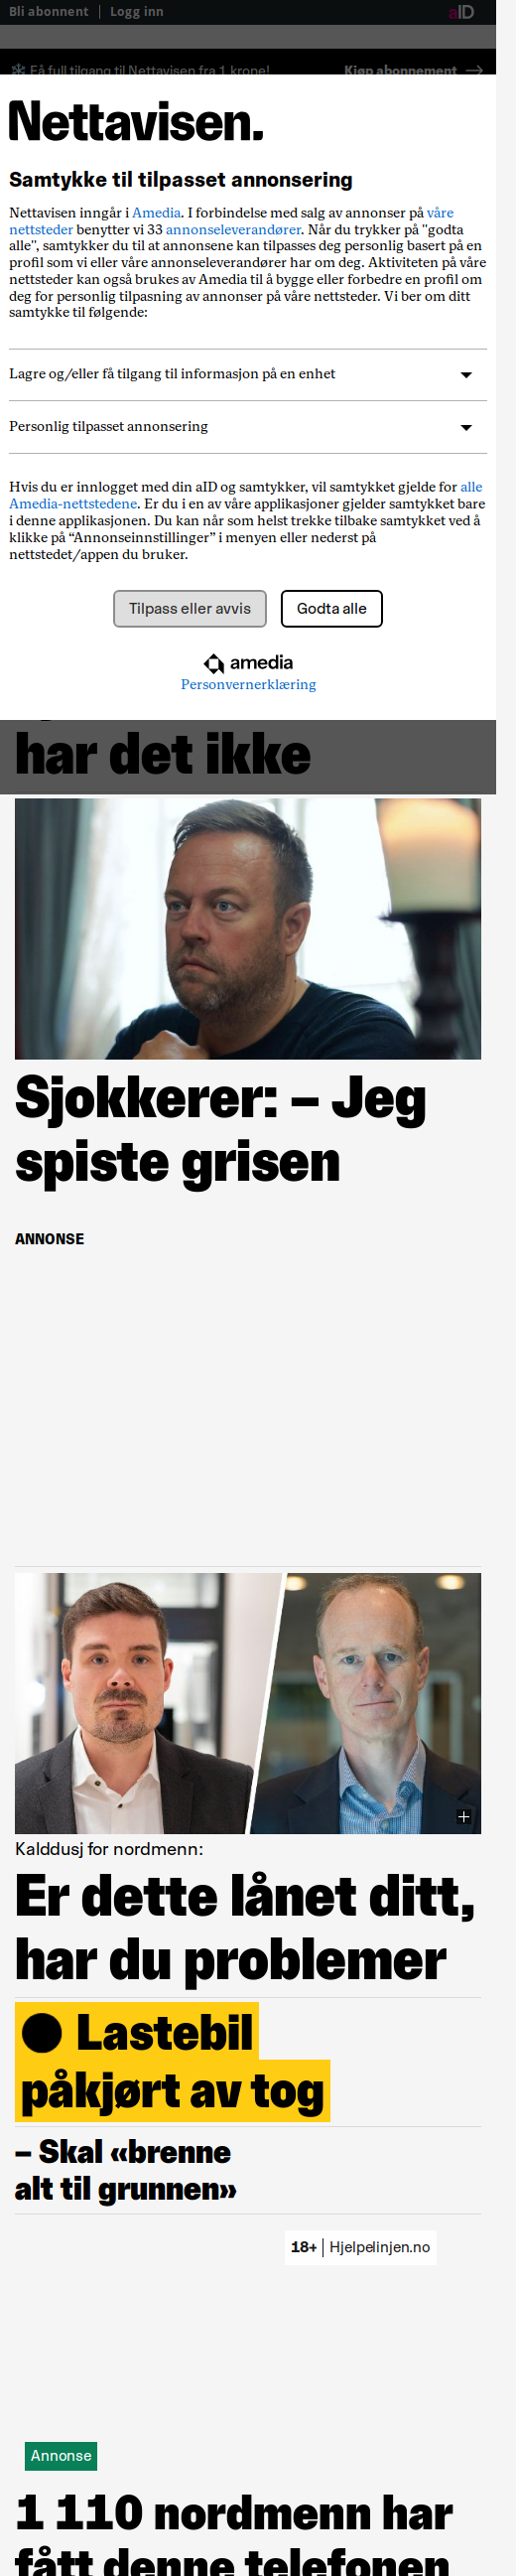 Bli abonnent | Logg inn
aID
Få full tilgang til Nettavisen fra 1 krone!
Kjøp abonnement →
Nettavisen.
Samtykke til tilpasset annonsering
Nettavisen inngår i Amedia. I forbindelse med salg av annonser på våre
nettsteder benytter vi 33 annonseleverandører. Når du trykker på "godta
alle", samtykker du til at annonsene kan tilpasses deg personlig basert på en
profil som vi eller våre annonseleverandører har om deg. Aktiviteten på våre
nettsteder kan også brukes av Amedia til å bygge eller forbedre en profil om
deg for personlig tilpasning av annonser på våre nettsteder. Vi ber om ditt
samtykke til følgende:
Lagre og/eller få tilgang til informasjon på en enhet
Personlig tilpasset annonsering
Hvis du er innlogget med din aID og samtykker, vil samtykket gjelde for alle
Amedia-nettstedene. Er du i en av våre applikasjoner gjelder samtykket bare
i denne applikasjonen. Du kan når som helst trekke tilbake samtykket ved å
klikke på “Annonseinnstillinger” i menyen eller nederst på
nettstedet/appen du bruker.
Tilpass eller avvis
Godta alle
amedia
Personvernerklæring
har det ikke
Sjokkerer: – Jeg
spiste grisen
ANNONSE
Kalddusj for nordmenn:
Er dette lånet ditt,
har du problemer
Lastebil
påkjørt av tog
– Skal «brenne
alt til grunnen»
18+ | Hjelpelinjen.no
Annonse
1 110 nordmenn har
fått denne telefonen